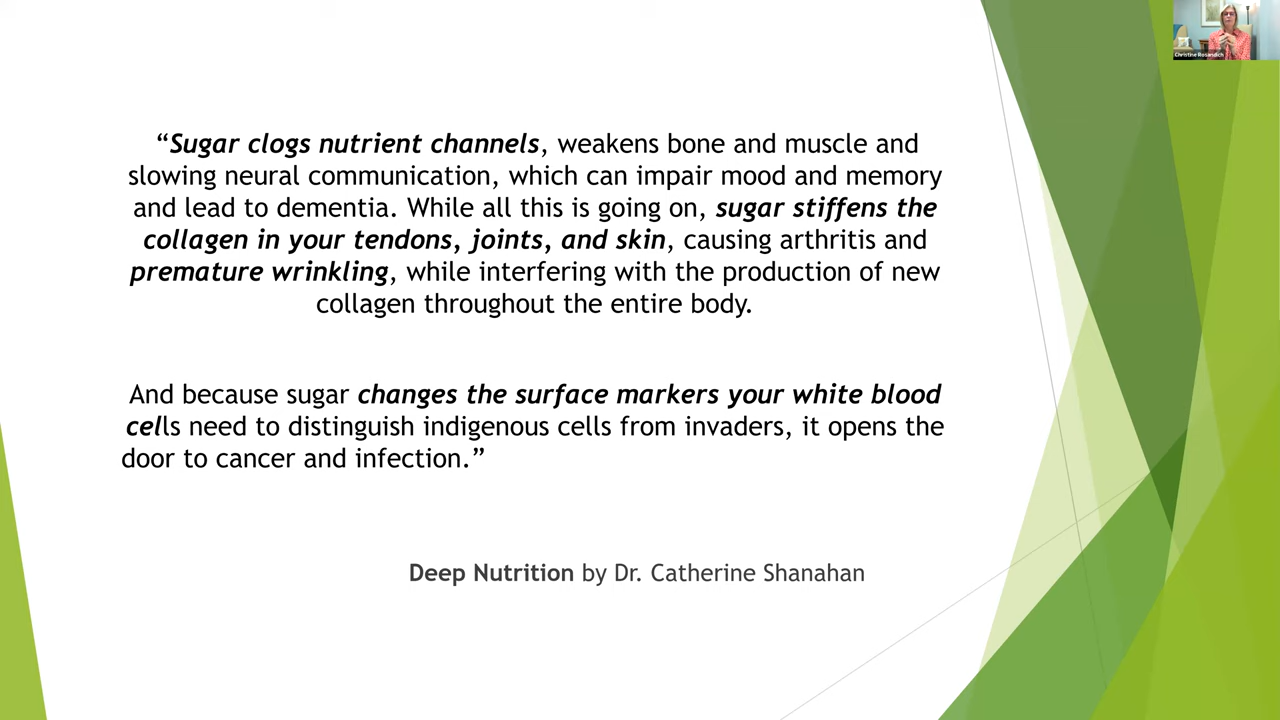 Christine Rosandich
“Sugar clogs nutrient channels, weakens bone and muscle and
slowing neural communication, which can impair mood and memory
and lead to dementia. While all this is going on, sugar stiffens the
collagen in your tendons, joints, and skin, causing arthritis and
premature wrinkling, while interfering with the production of new
collagen throughout the entire body.
And because sugar changes the surface markers your white blood
cells need to distinguish indigenous cells from invaders, it opens the
door to cancer and infection.”
Deep Nutrition by Dr. Catherine Shanahan